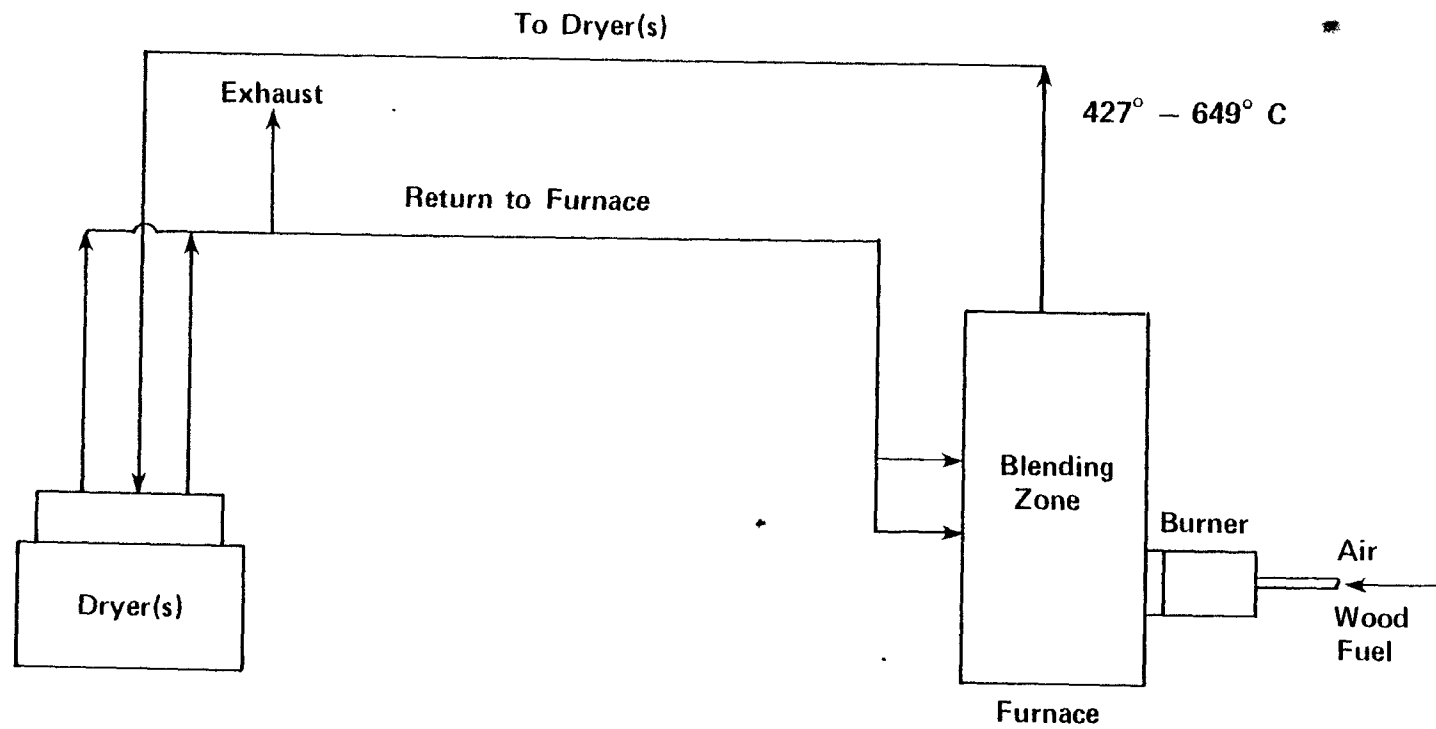 To Dryer(s)
Exhaust
427° – 649° C
Return to Furnace
Blending
Zone
Burner
Air
Dryer(s)
Wood
Fuel
Furnace